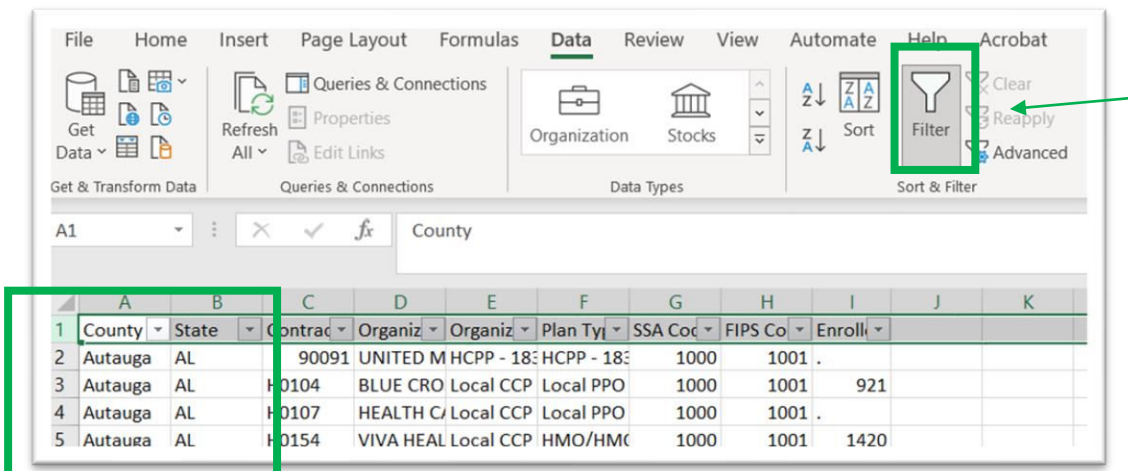 File Home Insert Page Layout Formulas Data Review View Automate Help Acrobat
Get Data
Refresh All
Queries & Connections
Properties
Edit Links
Organization
Stocks
Sort
Filter
Clear
Reapply
Advanced
Get & Transform Data
Queries & Connections
Data Types
Sort & Filter
A1 fx County
A B C D E F G H I J K
1 County State Contrac Organiz Organiz Plan Ty SSA Coc FIPS Co Enroll
2 Autauga AL 90091 UNITED M HCPP - 183 HCPP - 183 1000 1001 .
3 Autauga AL H0104 BLUE CRO Local CCP Local PPO 1000 1001 921
4 Autauga AL H0107 HEALTH CA Local CCP Local PPO 1000 1001 .
5 Autauga AL H0154 VIVA HEAL Local CCP HMO/HMO 1000 1001 1420